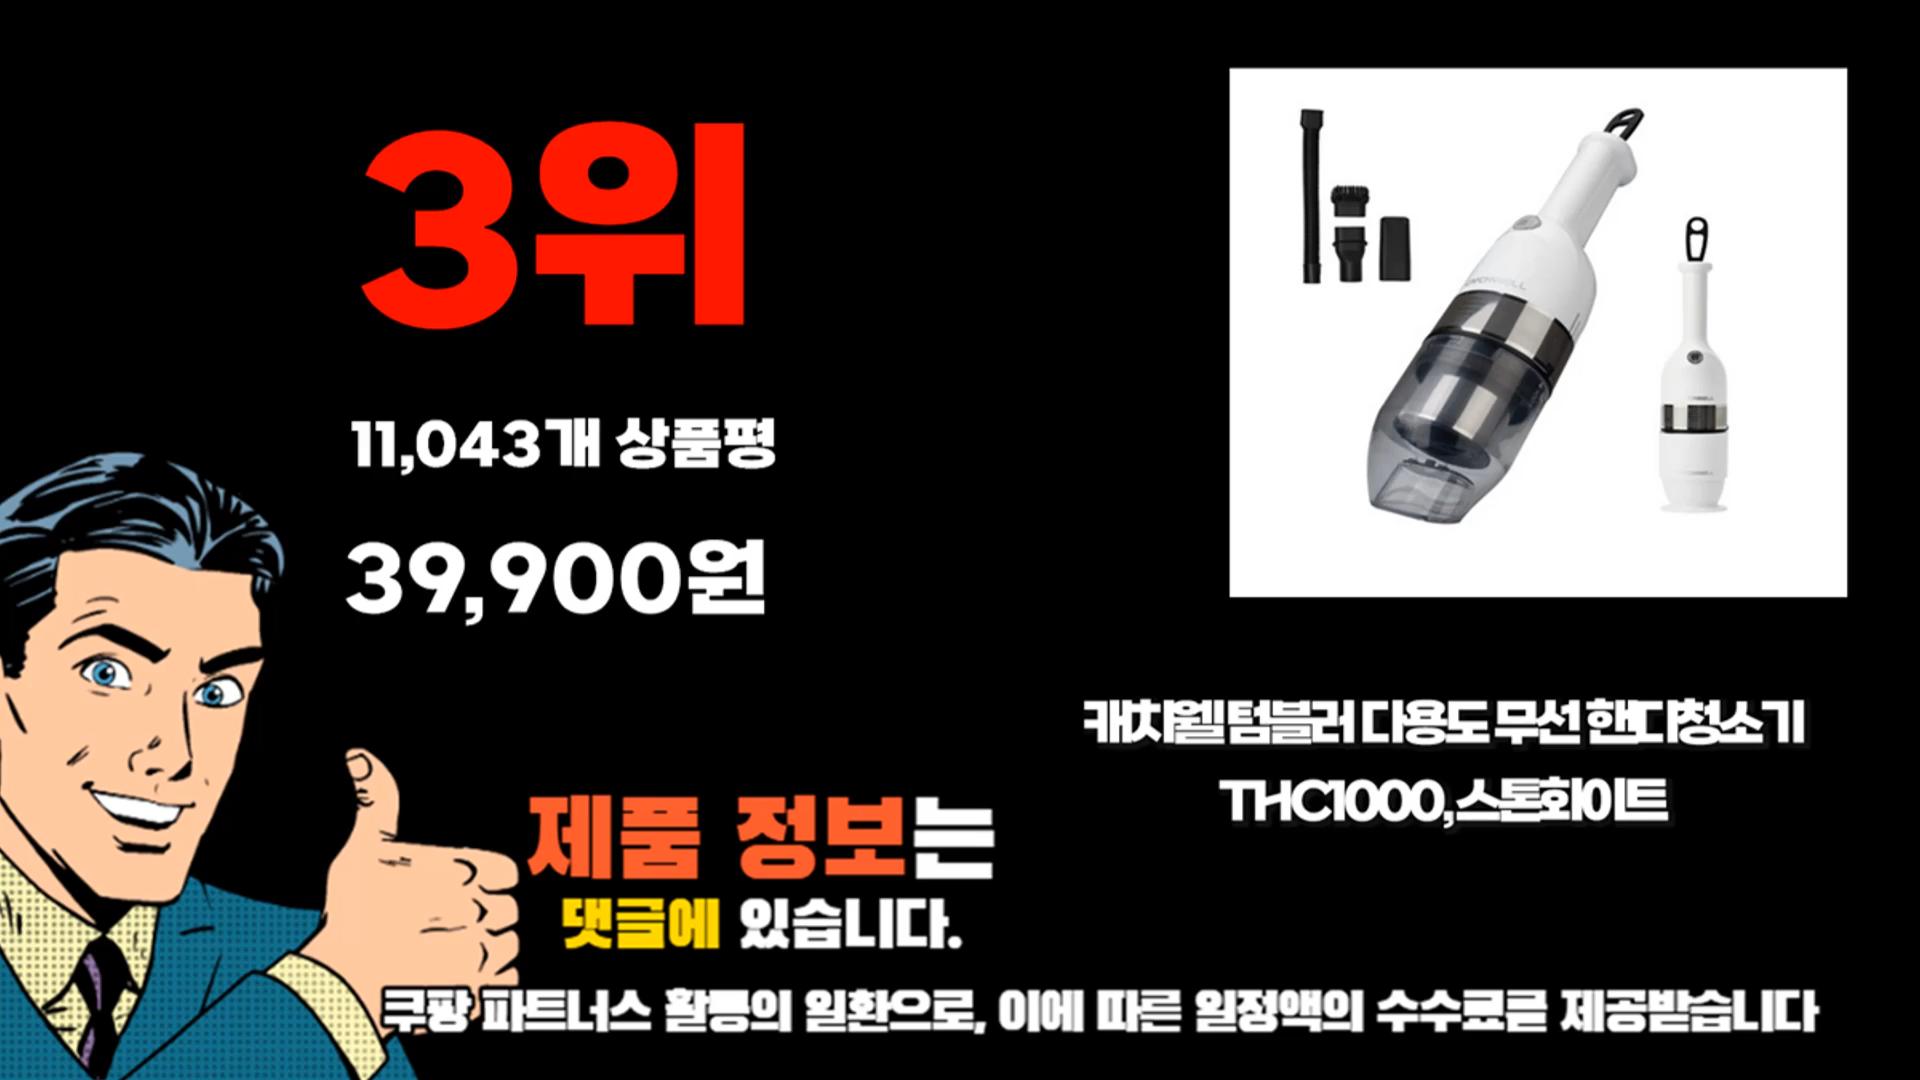 3위
11,043개 상품평
39,900원
캐치웰 텀블러 다용도 무선 핸디청소기
THC1000, 스톤화이트
제품 정보는
댓글에 있습니다.
쿠팡 파트너스 활동의 일환으로, 이에 따른 일정액의 수수료를 제공받습니다